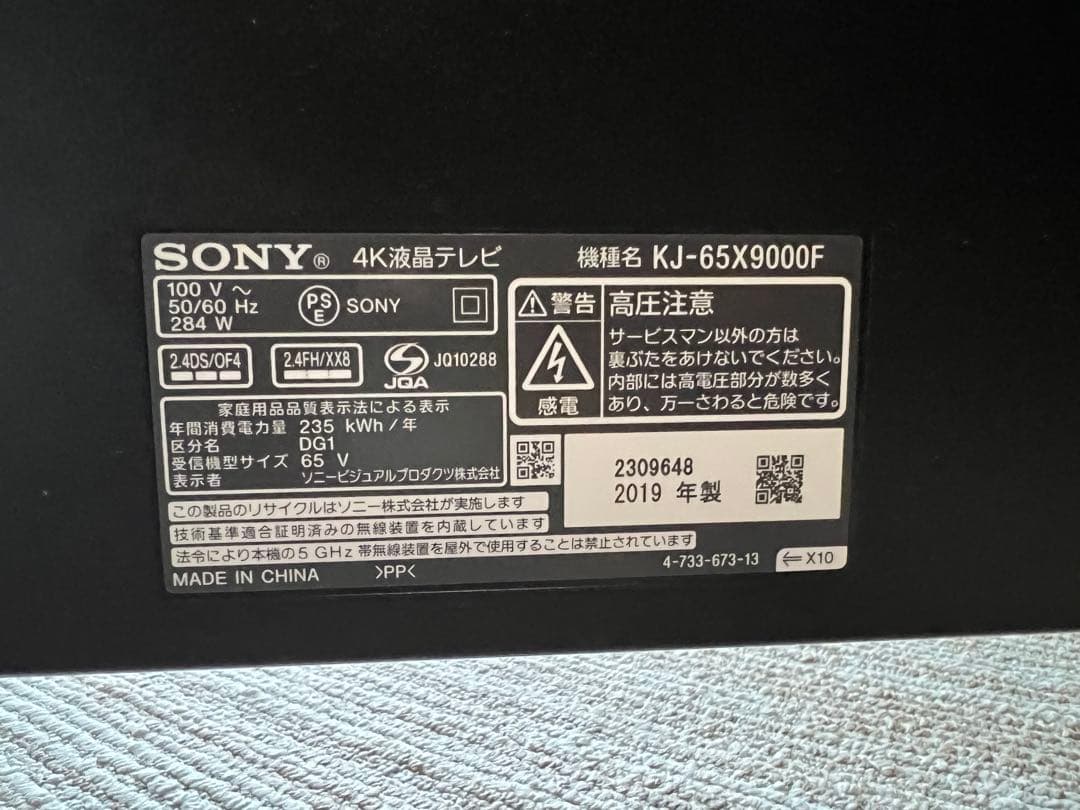 SONY® 4K液晶テレビ 機種名 KJ-65X9000F
100 V ～
50/60 Hz
284 W
PSE SONY
2.4DS/OF4
2.4FH/XX8
JQA JQ10288
家庭用品品質表示法による表示
年間消費電力量 235 kWh/年
区分名 DG1
受信機型サイズ 65 V
表示者 ソニービジュアルプロダクツ株式会社
警告 高圧注意
感電
サービスマン以外の方は
裏ぶたをあけないでください。
内部には高電圧部分が数多く
あり、万一さわると危険です。
2309648
2019 年製
この製品のリサイクルはソニー株式会社が実施します
技術基準適合証明済みの無線装置を内蔵しています
法令により本機の5 GHz 帯無線装置を屋外で使用することは禁止されています
MADE IN CHINA >PP<
4-733-673-13 ⇐ X10